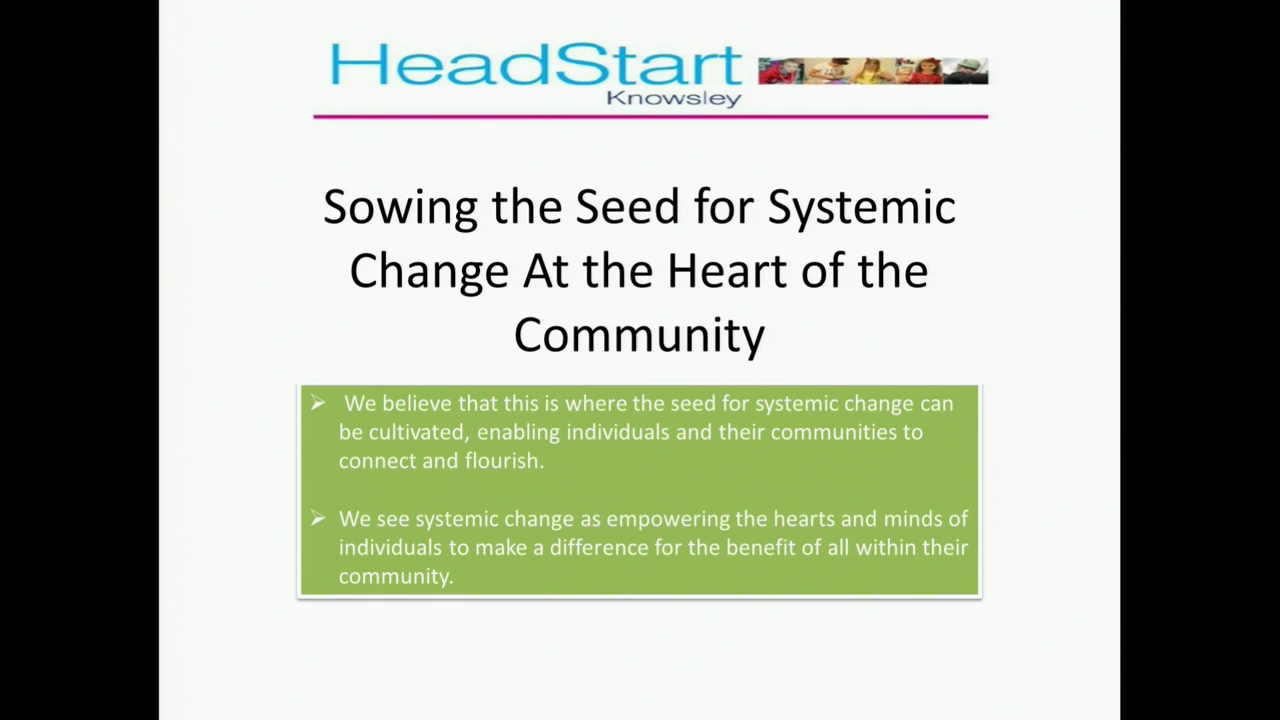 HeadStart
Knowsley
Sowing the Seed for Systemic
Change At the Heart of the
Community
➢ We believe that this is where the seed for systemic change can
be cultivated, enabling individuals and their communities to
connect and flourish.
➢ We see systemic change as empowering the hearts and minds of
individuals to make a difference for the benefit of all within their
community.